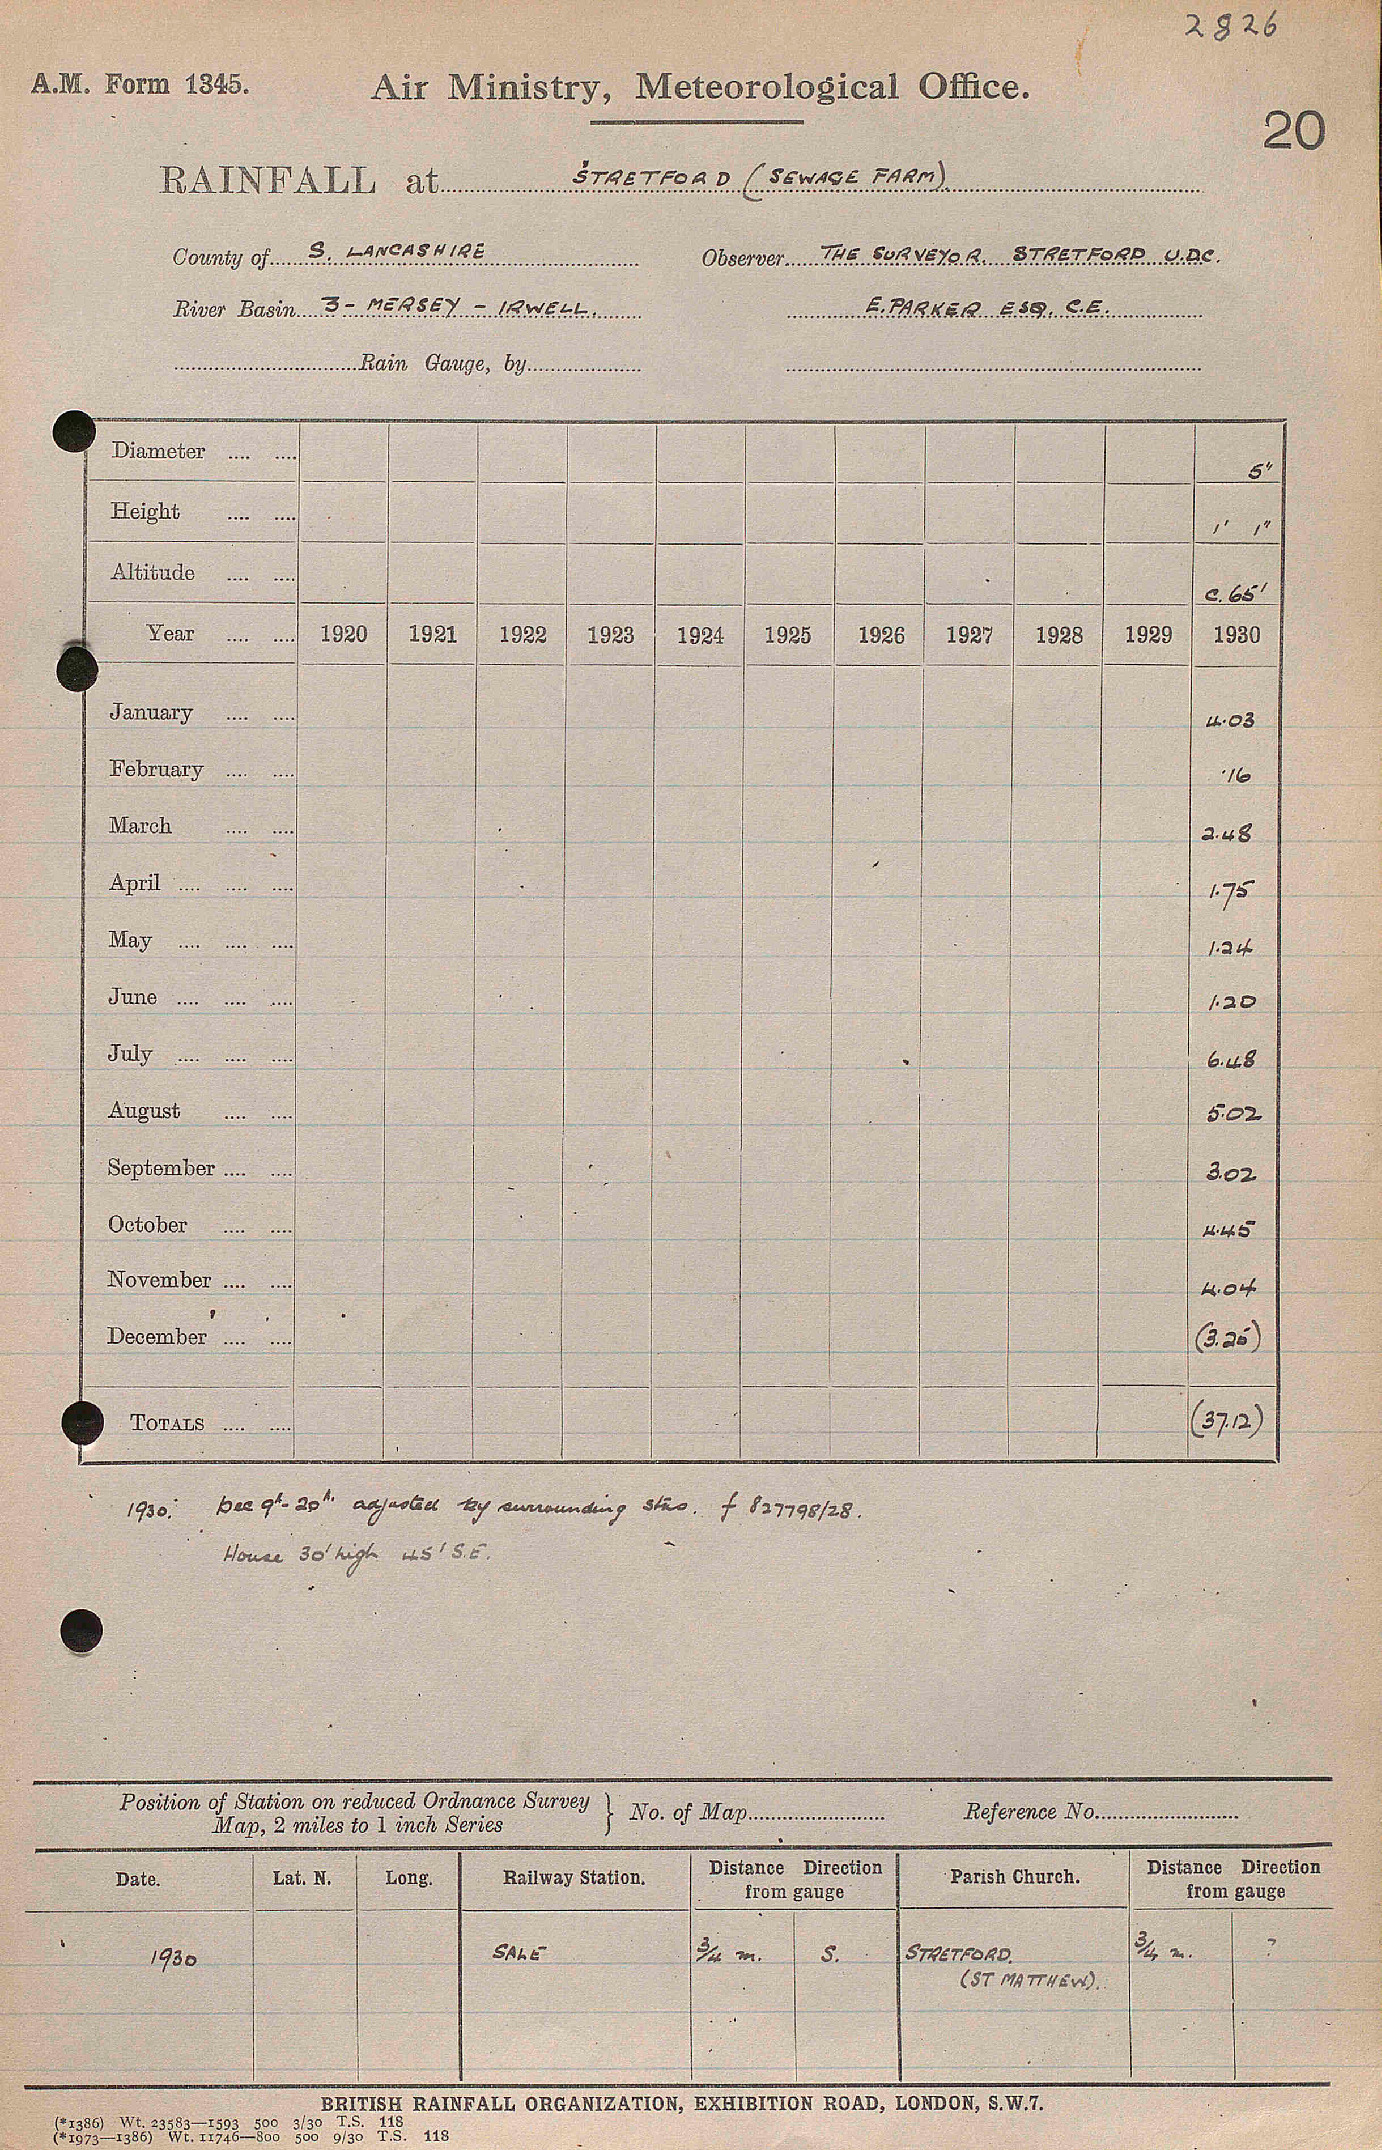 2826
A.M. Form 1345. Air Ministry, Meteorological Office.
20
RAINFALL at STRETFORD (SEWAGE FARM).
County of S. LANCASHIRE Observer THE SURVEYOR. STRETFORD U.D.C.
River Basin 3 - MERSEY - IRWELL. E. PARKER ESQ. C.E.
Rain Gauge, by
Diameter .... .... 5"
Height .... .... 1' 1"
Altitude .... .... c. 65'
Year .... .... 1920 1921 1922 1923 1924 1925 1926 1927 1928 1929 1930
January .... .... 4.03
February .... .... .16
March .... .... 2.48
April .... .... .... 1.75
May .... .... .... 1.24
June .... .... .... 1.20
July .... .... .... 6.48
August .... .... 5.02
September .... .... 3.02
October .... .... 4.45
November .... .... 4.04
December .... .... (3.25)
TOTALS .... .... (37.12)
1930: Dec 9th-20th. adjusted by surrounding stns. f 827798/28.
House 30' high 45' S.E.
Position of Station on reduced Ordnance Survey
Map, 2 miles to 1 inch Series } No. of Map Reference No.
Date. Lat. N. Long. Railway Station. Distance Direction from gauge Parish Church. Distance Direction from gauge
1930 SALE 3/4 m. S. STRETFORD. 3/4 m. ?
(ST MATTHEW).
BRITISH RAINFALL ORGANIZATION, EXHIBITION ROAD, LONDON, S.W.7.
(*1386) Wt. 23583—1593 500 3/30 T.S. 118
(*1973—1386) Wt. 11746—800 500 9/30 T.S. 118